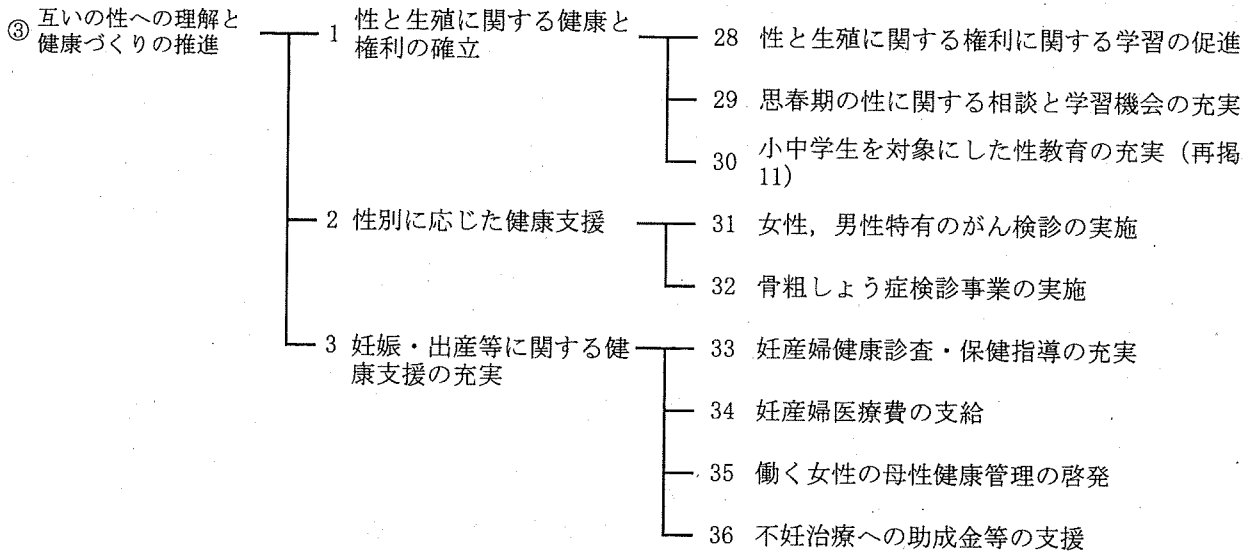 ③ 互いの性への理解と
健康づくりの推進
1 性と生殖に関する健康と
権利の確立
28 性と生殖に関する権利に関する学習の促進
29 思春期の性に関する相談と学習機会の充実
30 小中学生を対象にした性教育の充実（再掲
11）
2 性別に応じた健康支援
31 女性，男性特有のがん検診の実施
32 骨粗しょう症検診事業の実施
3 妊娠・出産等に関する健
康支援の充実
33 妊産婦健康診査・保健指導の充実
34 妊産婦医療費の支給
35 働く女性の母性健康管理の啓発
36 不妊治療への助成金等の支援